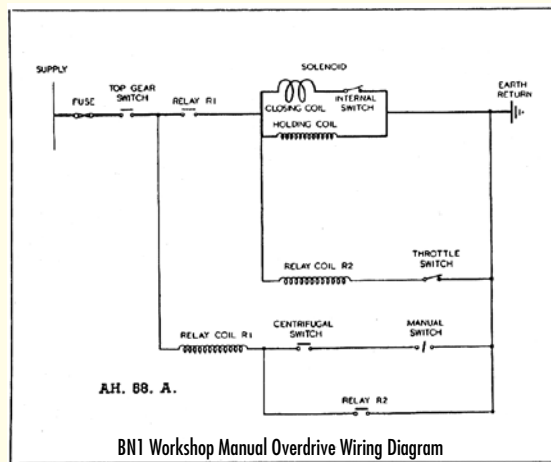 SOLENOID
SUPPLY
TOP GEAR
SWITCH
FUSE
RELAY R1
CLOSING COIL
INTERNAL
SWITCH
HOLDING COIL
EARTH
RETURN
RELAY COIL R2
THROTTLE
SWITCH
RELAY COIL R1
CENTRIFUGAL
SWITCH
MANUAL
SWITCH
AH. 88. A.
RELAY R2
BN1 Workshop Manual Overdrive Wiring Diagram